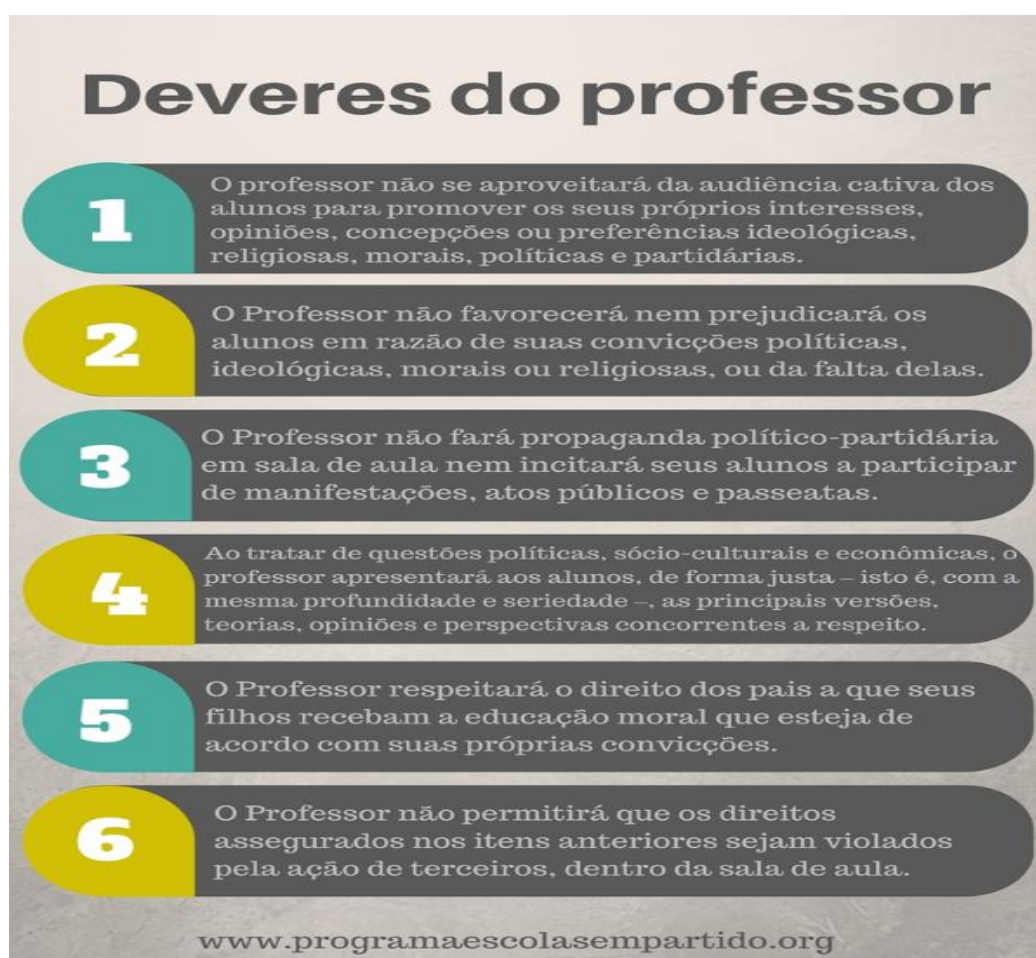 Deveres do professor
1
O professor não se aproveitará da audiência cativa dos
alunos para promover os seus próprios interesses,
opiniões, concepções ou preferências ideológicas,
religiosas, morais, políticas e partidárias.
2
O Professor não favorecerá nem prejudicará os
alunos em razão de suas convicções políticas,
ideológicas, morais ou religiosas, ou da falta delas.
3
O Professor não fará propaganda político-partidária
em sala de aula nem incitará seus alunos a participar
de manifestações, atos públicos e passeatas.
4
Ao tratar de questões políticas, sócio-culturais e econômicas, o
professor apresentará aos alunos, de forma justa – isto é, com a
mesma profundidade e seriedade –, as principais versões,
teorias, opiniões e perspectivas concorrentes a respeito.
5
O Professor respeitará o direito dos pais a que seus
filhos recebam a educação moral que esteja de
acordo com suas próprias convicções.
6
O Professor não permitirá que os direitos
assegurados nos itens anteriores sejam violados
pela ação de terceiros, dentro da sala de aula.
www.programaescolasempartido.org